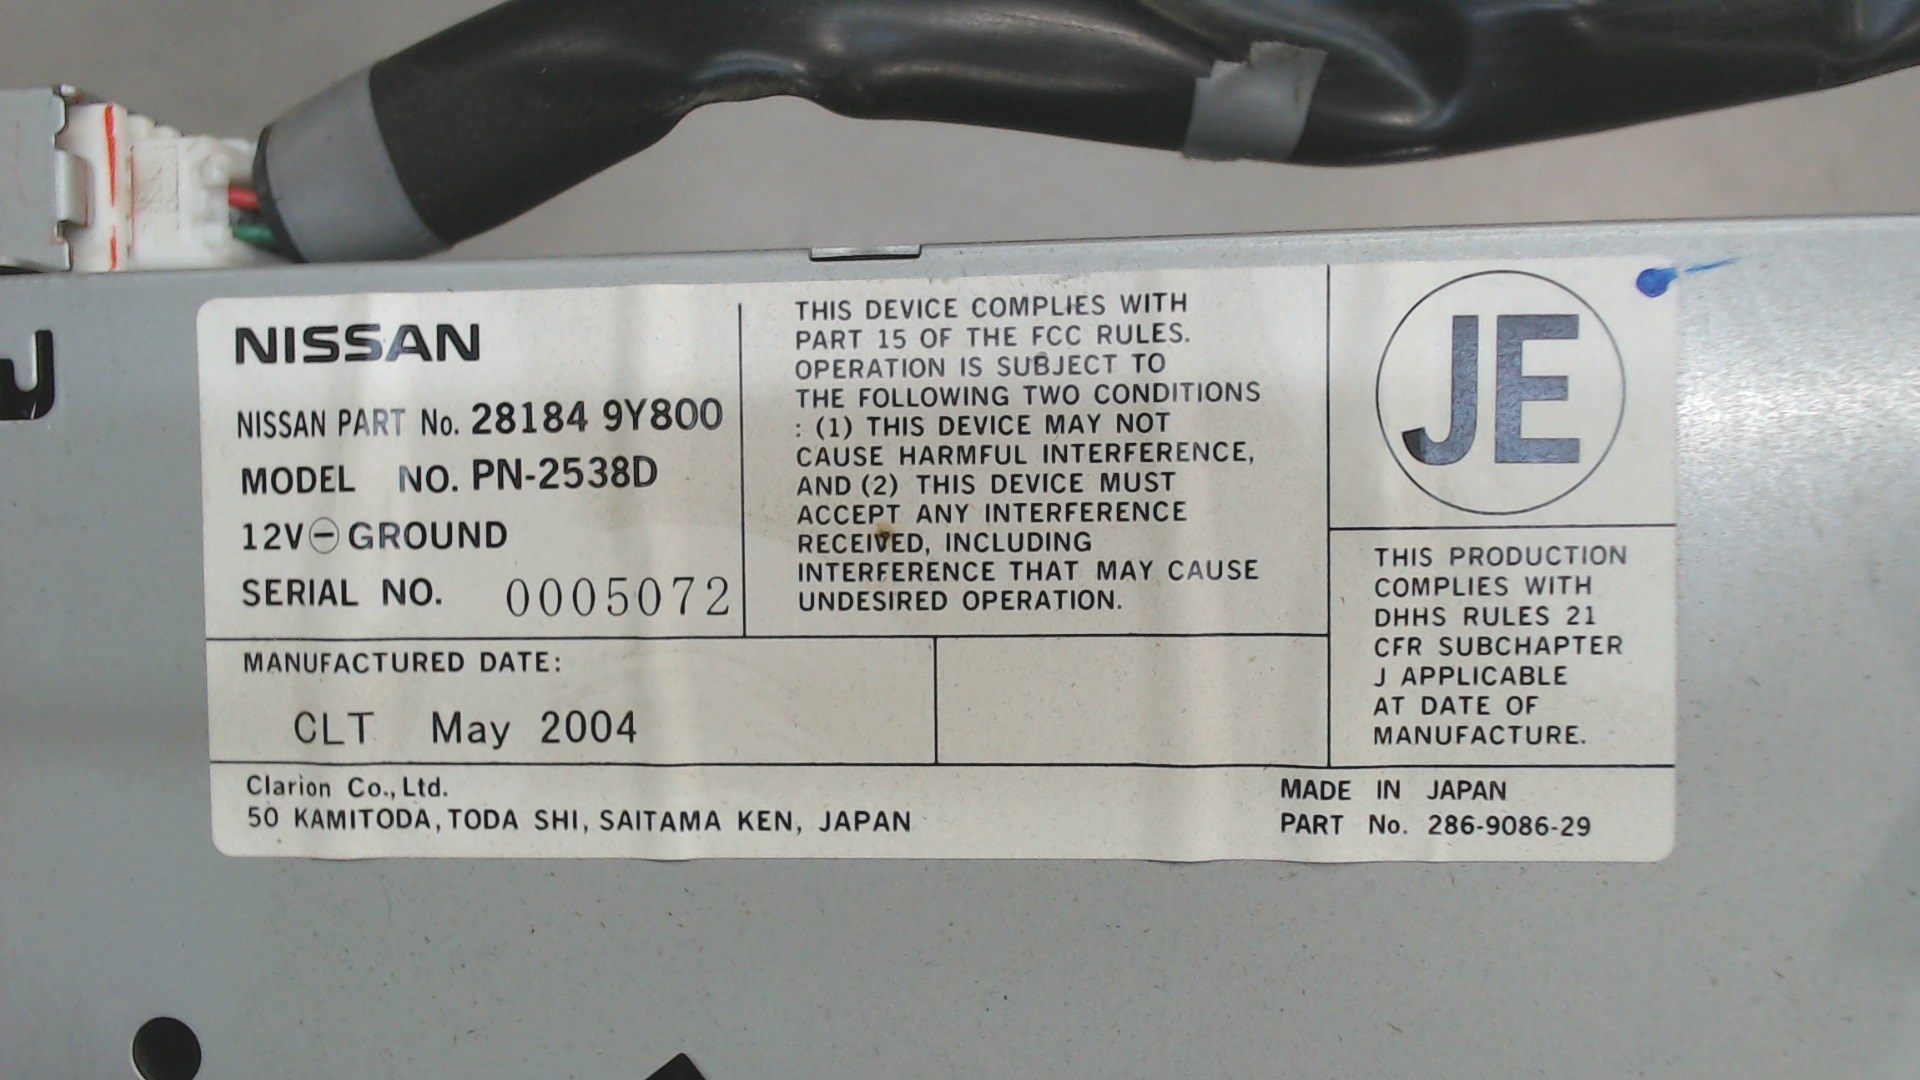 NISSAN
NISSAN PART No. 28184 9Y800
MODEL NO. PN-2538D
12V⊖GROUND
SERIAL NO. 0005072
THIS DEVICE COMPLIES WITH
PART 15 OF THE FCC RULES.
OPERATION IS SUBJECT TO
THE FOLLOWING TWO CONDITIONS
: (1) THIS DEVICE MAY NOT
CAUSE HARMFUL INTERFERENCE,
AND (2) THIS DEVICE MUST
ACCEPT ANY INTERFERENCE
RECEIVED, INCLUDING
INTERFERENCE THAT MAY CAUSE
UNDESIRED OPERATION.
JE
THIS PRODUCTION
COMPLIES WITH
DHHS RULES 21
CFR SUBCHAPTER
J APPLICABLE
AT DATE OF
MANUFACTURE.
MANUFACTURED DATE:
CLT May 2004
Clarion Co., Ltd.
50 KAMITODA, TODA SHI, SAITAMA KEN, JAPAN
MADE IN JAPAN
PART No. 286-9086-29